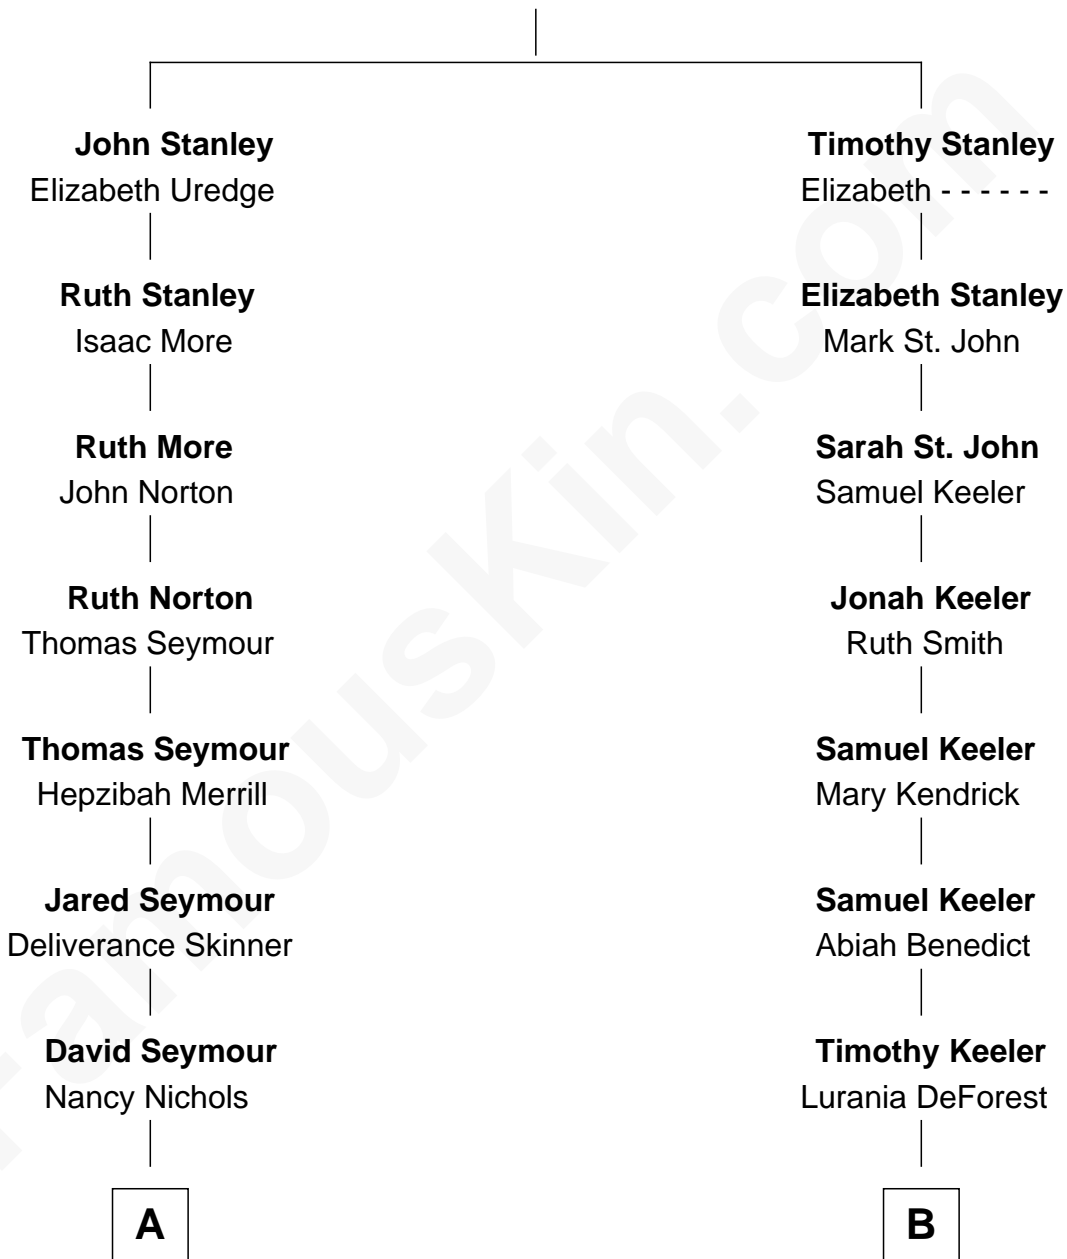 John Stanley
Elizabeth Uredge
Ruth Stanley
Isaac More
Ruth More
John Norton
Ruth Norton
Thomas Seymour
Thomas Seymour
Hepzibah Merrill
Jared Seymour
Deliverance Skinner
David Seymour
Nancy Nichols
A
Timothy Stanley
Elizabeth - - - - - -
Elizabeth Stanley
Mark St. John
Sarah St. John
Samuel Keeler
Jonah Keeler
Ruth Smith
Samuel Keeler
Mary Kendrick
Samuel Keeler
Abiah Benedict
Timothy Keeler
Lurania DeForest
B
FamousKin.com